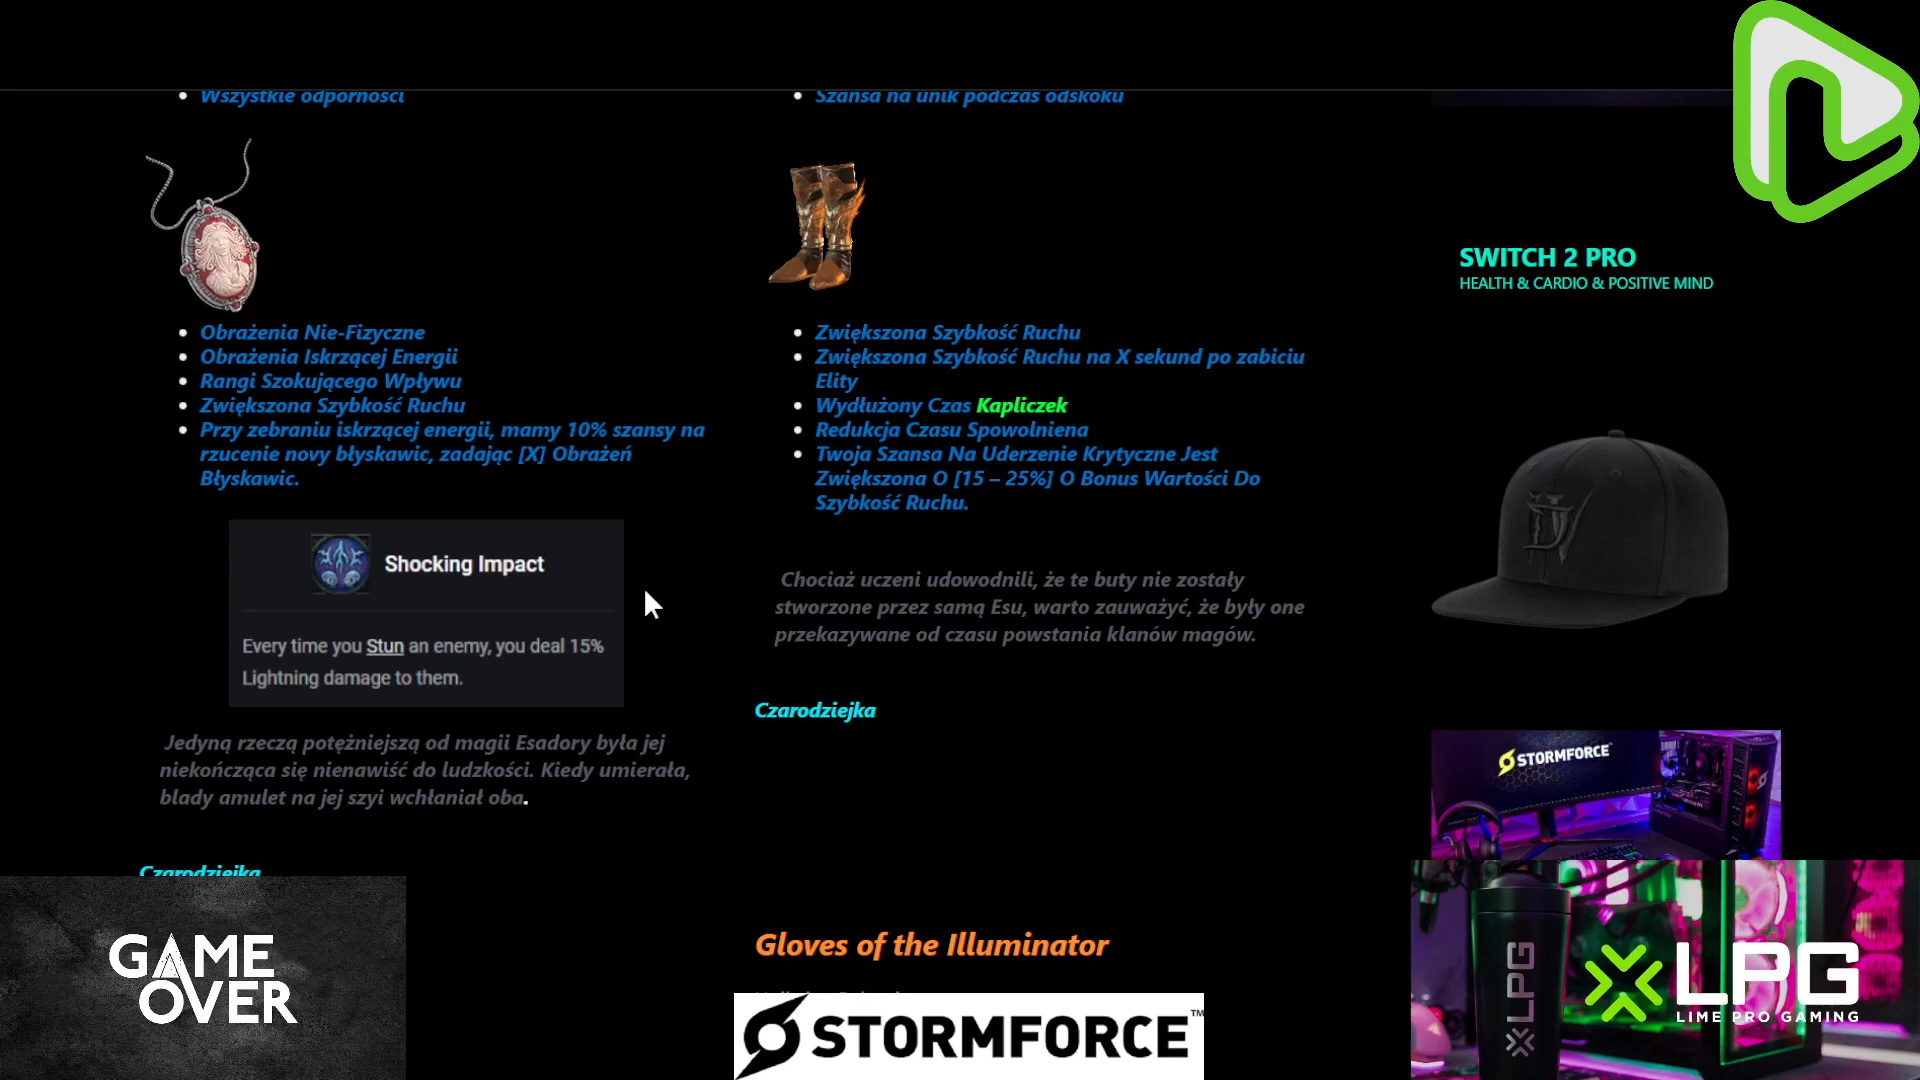 Wszystkie odporności
Obrażenia Nie-Fizyczne
Obrażenia Iskrzącej Energii
Rangi Szokującego Wpływu
Zwiększona Szybkość Ruchu
Przy zebraniu iskrzącej energii, mamy 10% szansy na
rzucenie novy błyskawic, zadając [X] Obrażeń
Błyskawic.
Shocking Impact
Every time you Stun an enemy, you deal 15%
Lightning damage to them.
Jedyną rzeczą potężniejszą od magii Esadory była jej
niekończąca się nienawiść do ludzkości. Kiedy umierała,
blady amulet na jej szyi wchłaniał oba.
Czarodziejka
GAME
OVER
Szansa na unik podczas odskoku
Zwiększona Szybkość Ruchu
Zwiększona Szybkość Ruchu na X sekund po zabiciu
Elity
Wydłużony Czas Kapliczek
Redukcja Czasu Spowolniena
Twoja Szansa Na Uderzenie Krytyczne Jest
Zwiększona O [15 – 25%] O Bonus Wartości Do
Szybkość Ruchu.
Chociaż uczeni udowodnili, że te buty nie zostały
stworzone przez samą Esu, warto zauważyć, że były one
przekazywane od czasu powstania klanów magów.
Czarodziejka
Gloves of the Illuminator
STORMFORCE™
SWITCH 2 PRO
HEALTH & CARDIO & POSITIVE MIND
STORMFORCE
LPG
LPG
LIME PRO GAMING